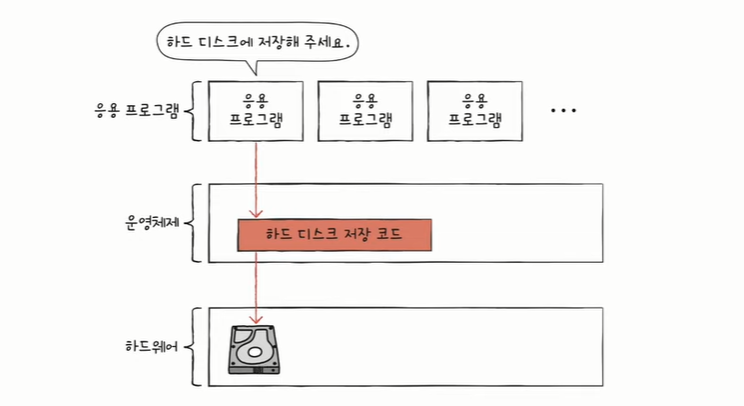 하드 디스크에 저장해 주세요.
응용 프로그램
응용
프로그램
응용
프로그램
응용
프로그램
...
운영체제
하드 디스크 저장 코드
하드웨어